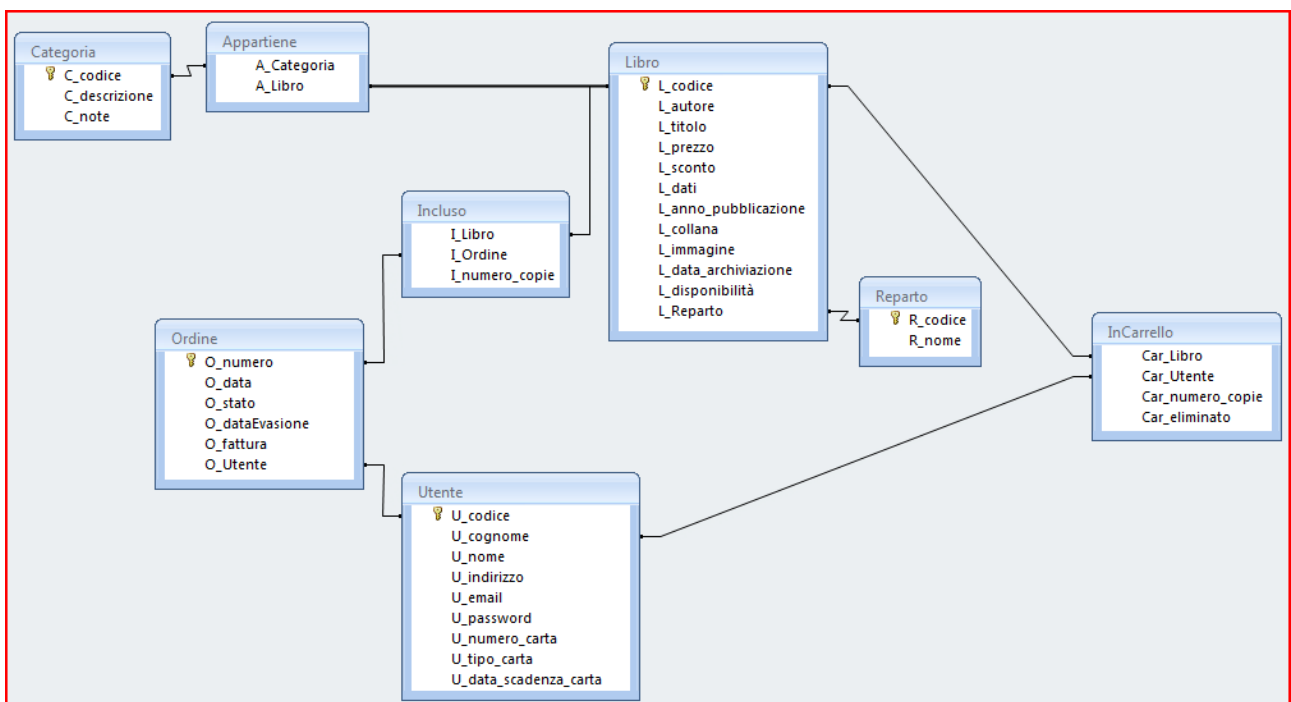 Categoria
C_codice
C_descrizione
C_note
Appartiene
A_Categoria
A_Libro
Libro
L_codice
L_autore
L_titolo
L_prezzo
L_sconto
L_dati
L_anno_pubblicazione
L_collana
L_immagine
L_data_archiviazione
L_disponibilità
L_Reparto
Incluso
I_Libro
I_Ordine
I_numero_copie
Reparto
R_codice
R_nome
InCarrello
Car_Libro
Car_Utente
Car_numero_copie
Car_eliminato
Ordine
O_numero
O_data
O_stato
O_dataEvasione
O_fattura
O_Utente
Utente
U_codice
U_cognome
U_nome
U_indirizzo
U_email
U_password
U_numero_carta
U_tipo_carta
U_data_scadenza_carta